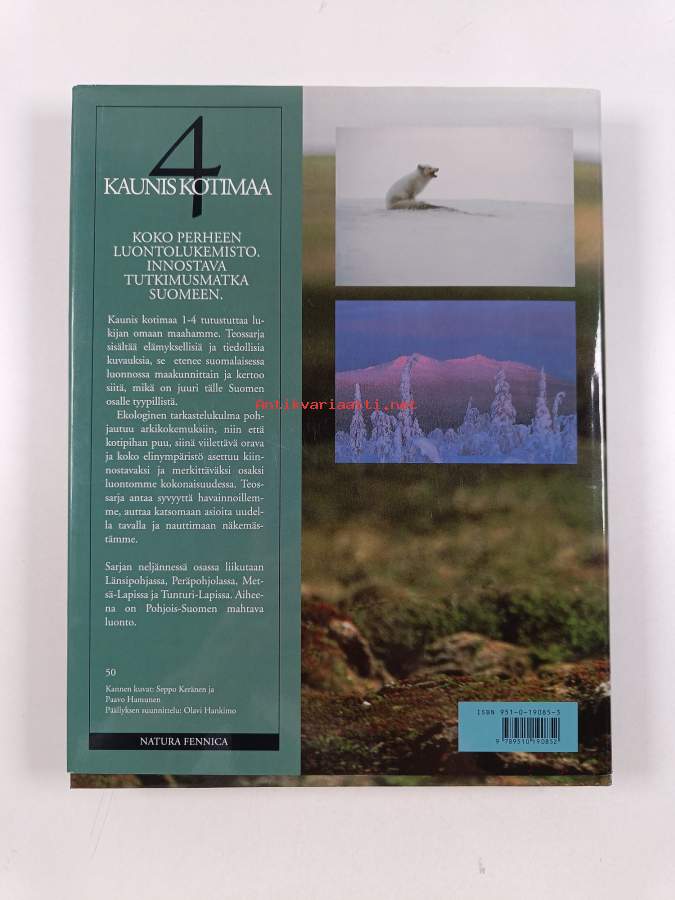 4
KAUNIS KOTIMAA
KOKO PERHEEN
LUONTOLUKEMISTO.
INNOSTAVA
TUTKIMUSMATKA
SUOMEEN.
Kaunis kotimaa 1-4 tutustuttaa lu-
kijan omaan maahamme. Teossarja
sisältää elämyksellisiä ja tiedollisia
kuvauksia, se etenee suomalaisessa
luonnossa maakunnittain ja kertoo
siitä, mikä on juuri tälle Suomen
osalle tyypillistä.
Ekologinen tarkastelukulma poh-
jautuu arkikokemuksiin, niin että
kotipihan puu, siinä viilettävä orava
ja koko elinympäristö asettuu kiin-
nostavaksi ja merkittäväksi osaksi
luontomme kokonaisuudessa. Teos-
sarja antaa syvyyttä havainnoillem-
me, auttaa katsomaan asioita uudel-
la tavalla ja nauttimaan näkemäs-
tämme.
Sarjan neljännessä osassa liikutaan
Länsipohjassa, Peräpohjolassa, Met-
sä-Lapissa ja Tunturi-Lapissa. Aihee-
na on Pohjois-Suomen mahtava
luonto.
50
Kannen kuvat: Seppo Keränen ja
Paavo Hamunen
Päällyksen suunnittelu: Olavi Hankimo
NATURA FENNICA
Antikvariaatti.net
ISBN 951-0-19085-3
9 789510 190852